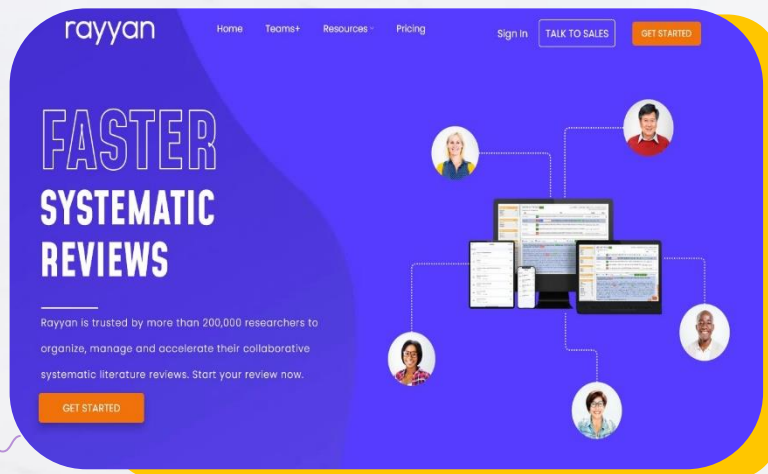 rayyan
Home Teams+ Resources Pricing Sign In TALK TO SALES GET STARTED
FASTER
SYSTEMATIC
REVIEWS
Rayyan is trusted by more than 200,000 researchers to
organize, manage and accelerate their collaborative
systematic literature reviews. Start your review now.
GET STARTED